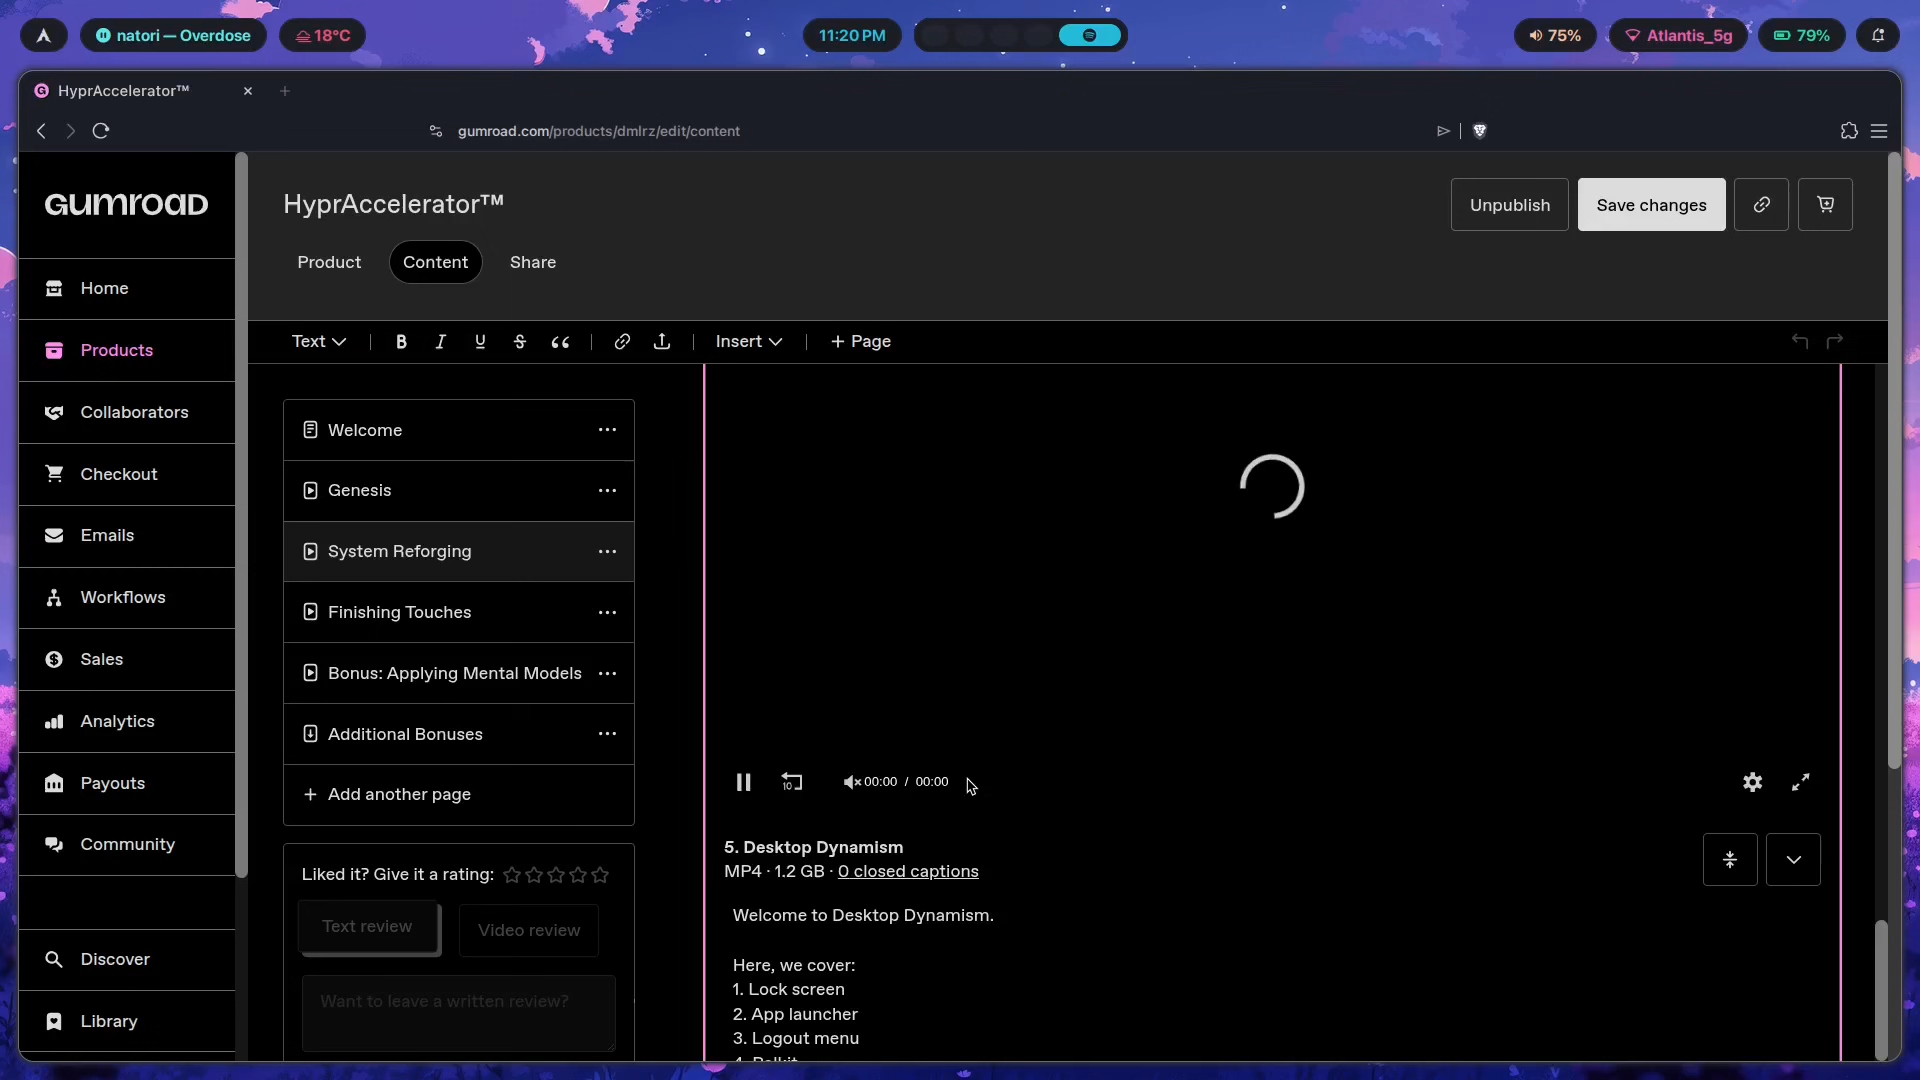 natori — Overdose
18°C
11:20 PM
75%
Atlantis_5g
79%
HyprAccelerator™
gumroad.com/products/dmlrz/edit/content
GUMROAD
Home
Products
Collaborators
Checkout
Emails
Workflows
Sales
Analytics
Payouts
Community
Discover
Library
HyprAccelerator™
Unpublish
Save changes
Product
Content
Share
Text
B
I
U
S
Insert
+ Page
Welcome
Genesis
System Reforging
Finishing Touches
Bonus: Applying Mental Models
Additional Bonuses
+ Add another page
Liked it? Give it a rating:
Text review
Video review
Want to leave a written review?
10
00:00 / 00:00
5. Desktop Dynamism
MP4 · 1.2 GB · 0 closed captions
Welcome to Desktop Dynamism.
Here, we cover:
1. Lock screen
2. App launcher
3. Logout menu